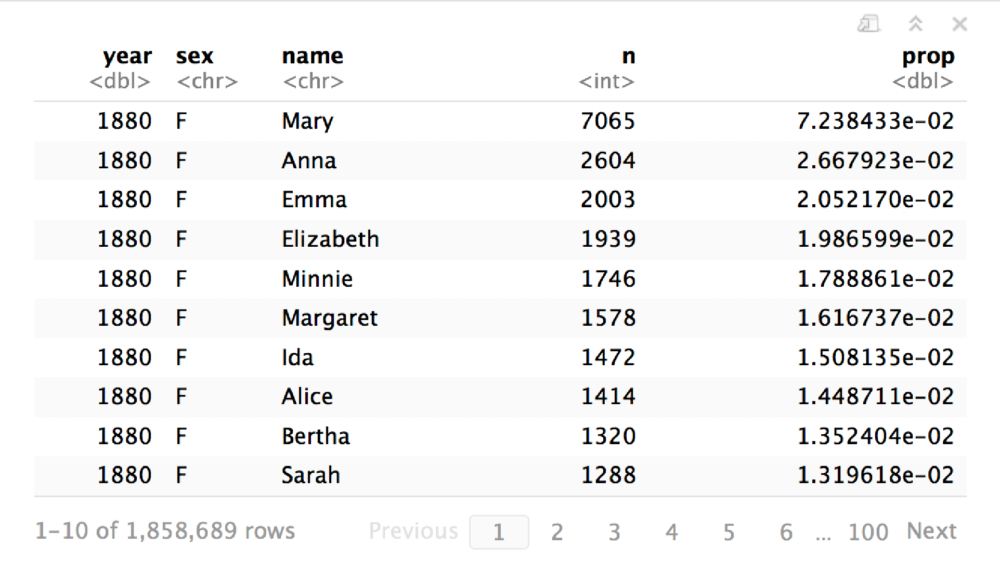 year sex name n prop
<dbl> <chr> <chr> <int> <dbl>
1880 F Mary 7065 7.238433e-02
1880 F Anna 2604 2.667923e-02
1880 F Emma 2003 2.052170e-02
1880 F Elizabeth 1939 1.986599e-02
1880 F Minnie 1746 1.788861e-02
1880 F Margaret 1578 1.616737e-02
1880 F Ida 1472 1.508135e-02
1880 F Alice 1414 1.448711e-02
1880 F Bertha 1320 1.352404e-02
1880 F Sarah 1288 1.319618e-02
1-10 of 1,858,689 rows Previous 1 2 3 4 5 6 ... 100 Next